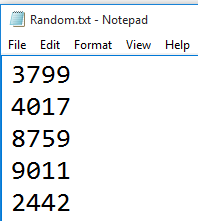 Random.txt - Notepad
File Edit Format View Help
3799
4017
8759
9011
2442